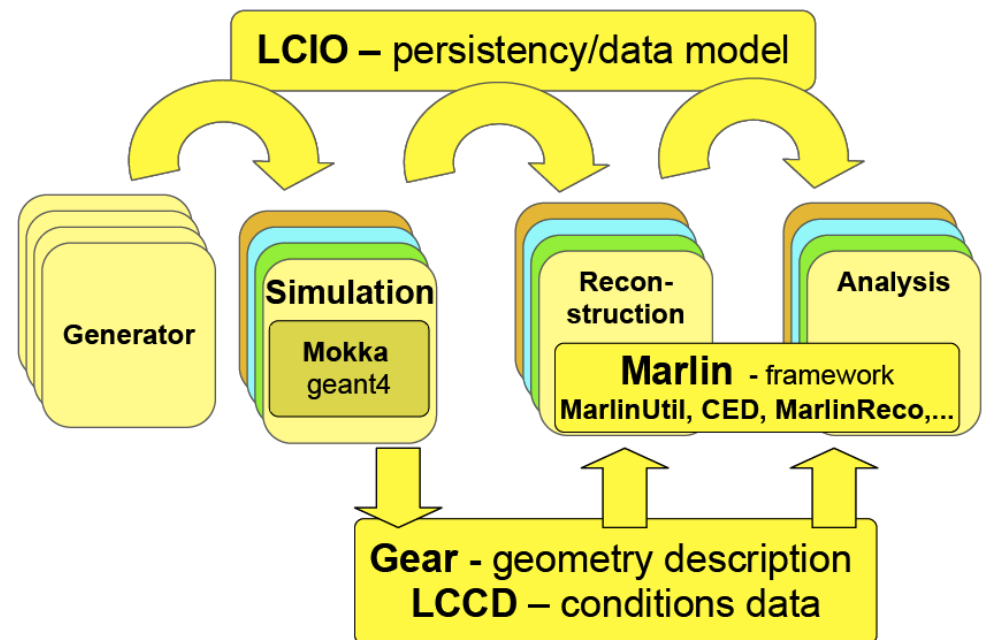 LCIO – persistency/data model
Generator
Simulation
Mokka
geant4
Recon-
struction
Analysis
Marlin - framework
MarlinUtil, CED, MarlinReco,...
Gear - geometry description
LCCD – conditions data